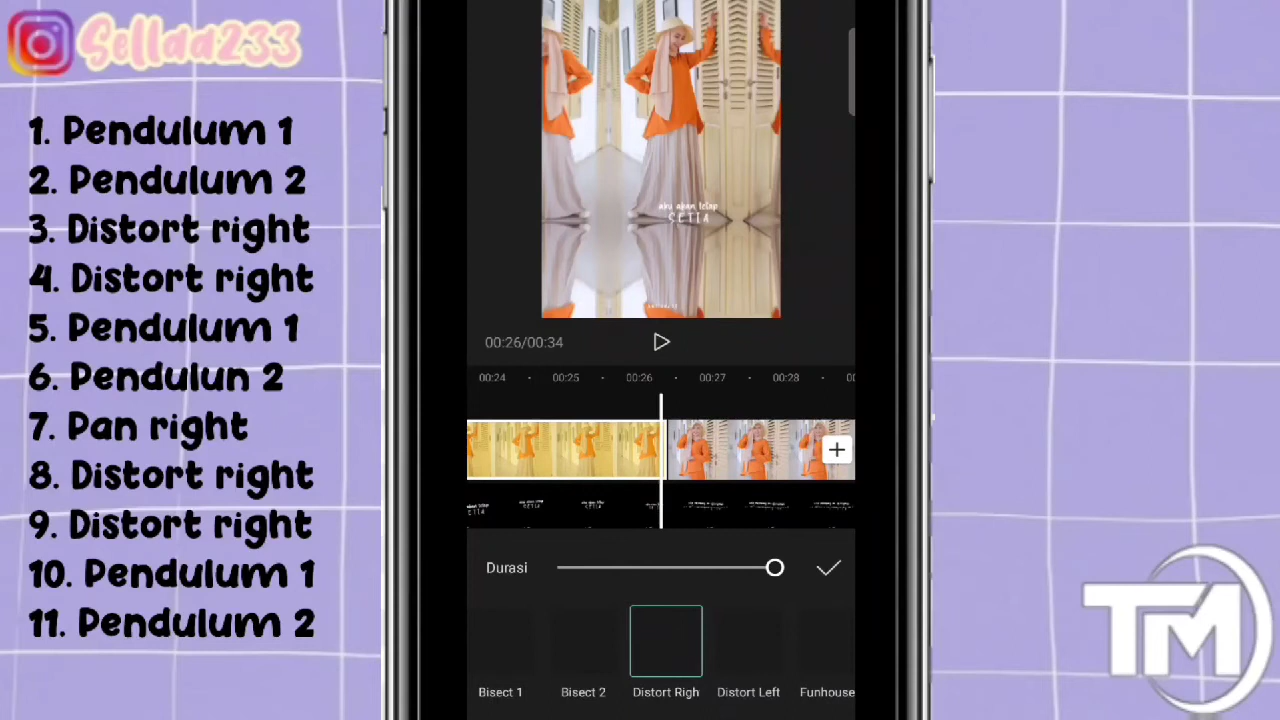 Sellaa233
1. Pendulum 1
2. Pendulum 2
3. Distort right
4. Distort right
5. Pendulum 1
6. Pendulun 2
7. Pan right
8. Distort right
9. Distort right
10. Pendulum 1
11. Pendulum 2
aku akan tetap
SETIA
00:26/00:34
00:24 00:25 00:26 00:27 00:28
Durasi
Bisect 1 Bisect 2 Distort Righ Distort Left Funhouse
TM